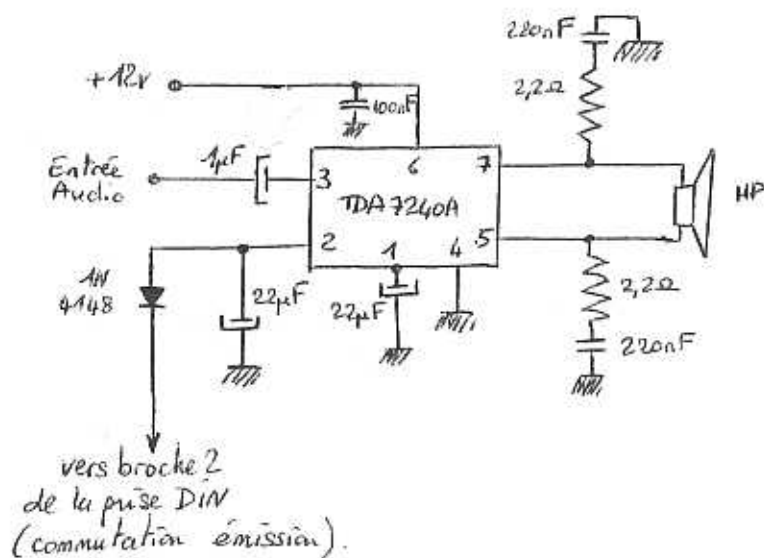 220nF
+12V
2,2Ω
100nF
1µF
6
7
Entrée
Audio
3
TDA7240A
HP
2
1
4
5
1N
4148
22µF
22µF
2,2Ω
220nF
vers broche 2
de la prise DIN
(commutation émission).